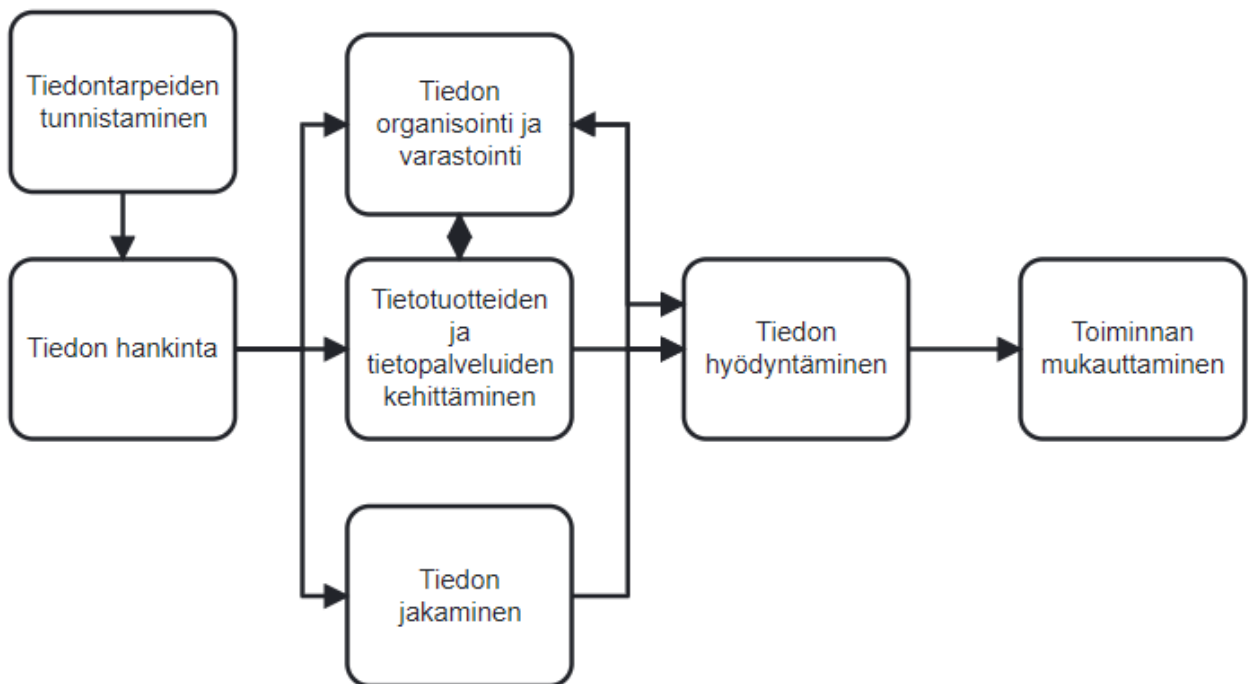 Tiedontarpeiden
tunnistaminen
Tiedon
organisointi ja
varastointi
Tiedon hankinta
Tietotuotteiden
ja
tietopalveluiden
kehittäminen
Tiedon
hyödyntäminen
Toiminnan
mukauttaminen
Tiedon
jakaminen